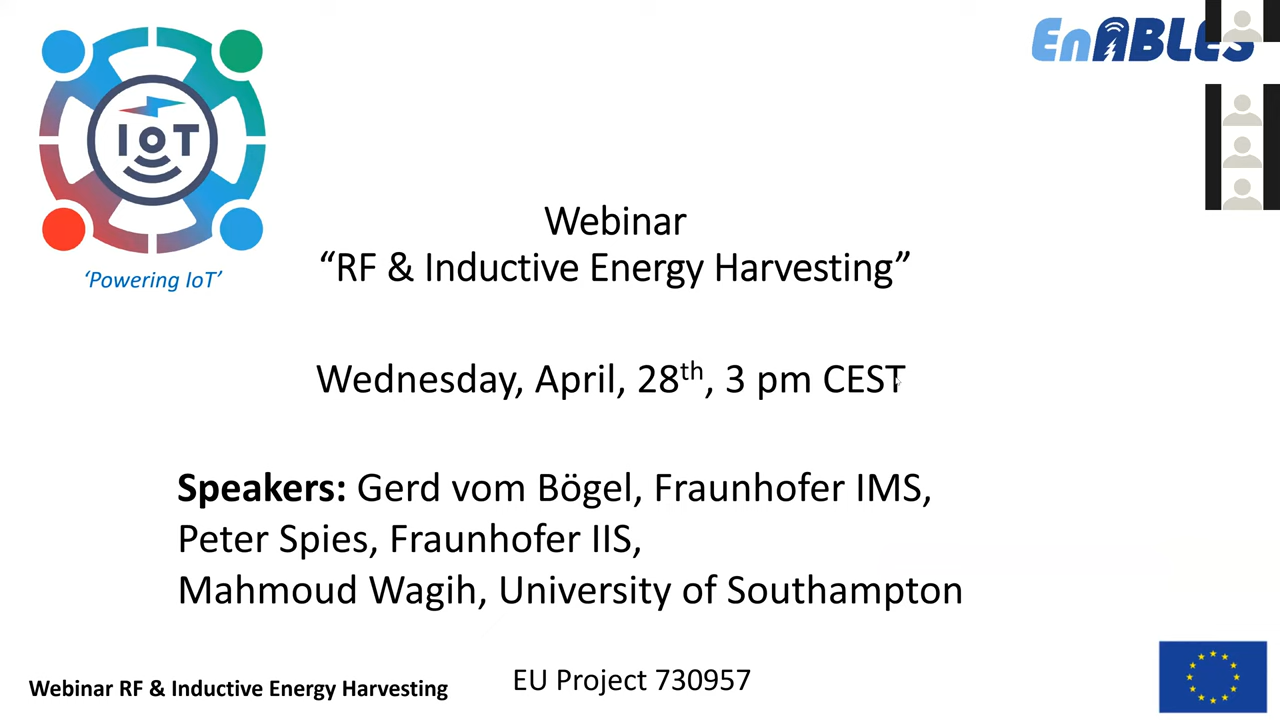 EnABLES
IoT
‘Powering IoT’
Webinar
“RF & Inductive Energy Harvesting”
Wednesday, April, 28th, 3 pm CEST
Speakers: Gerd vom Bögel, Fraunhofer IMS,
Peter Spies, Fraunhofer IIS,
Mahmoud Wagih, University of Southampton
Webinar RF & Inductive Energy Harvesting
EU Project 730957